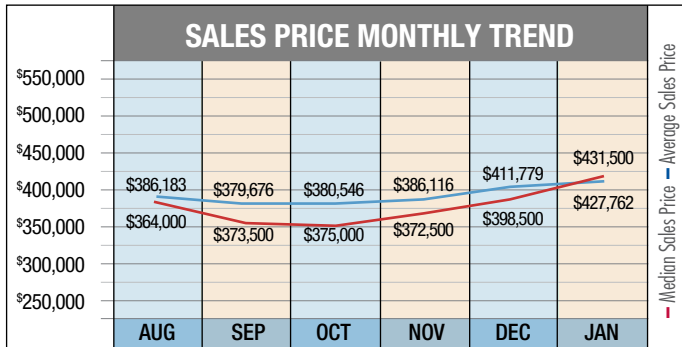 SALES PRICE MONTHLY TREND
$550,000
$500,000
$450,000
$400,000
$350,000
$300,000
$250,000
$386,183
$379,676
$380,546
$386,116
$411,779
$431,500
$364,000
$373,500
$375,000
$372,500
$398,500
$427,762
AUG
SEP
OCT
NOV
DEC
JAN
Median Sales Price
Average Sales Price